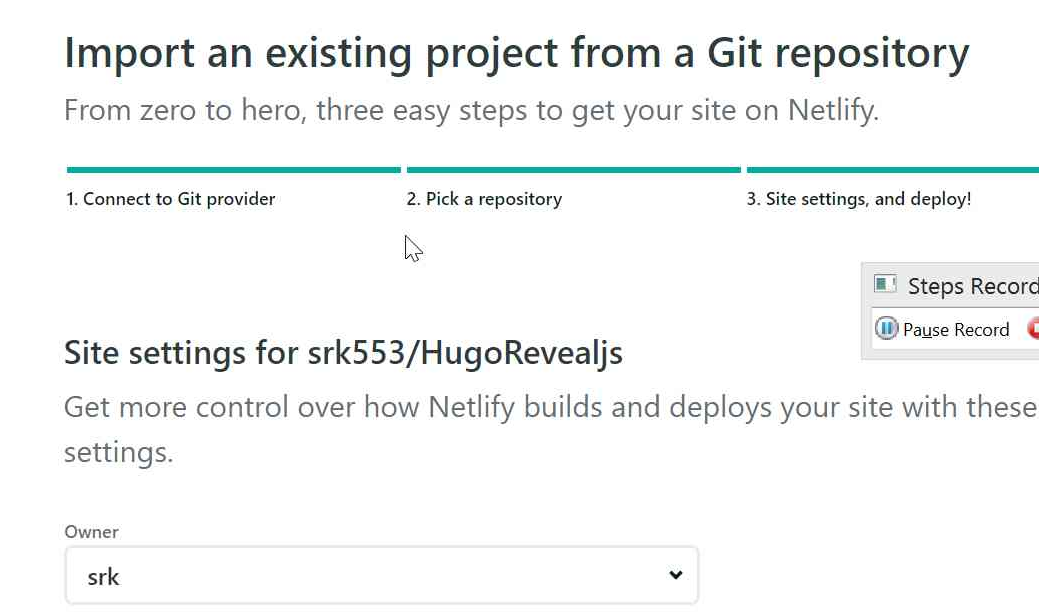 Import an existing project from a Git repository
From zero to hero, three easy steps to get your site on Netlify.
1. Connect to Git provider
2. Pick a repository
3. Site settings, and deploy!
Steps Record
Pause Record
Site settings for srk553/HugoRevealjs
Get more control over how Netlify builds and deploys your site with these
settings.
Owner
srk